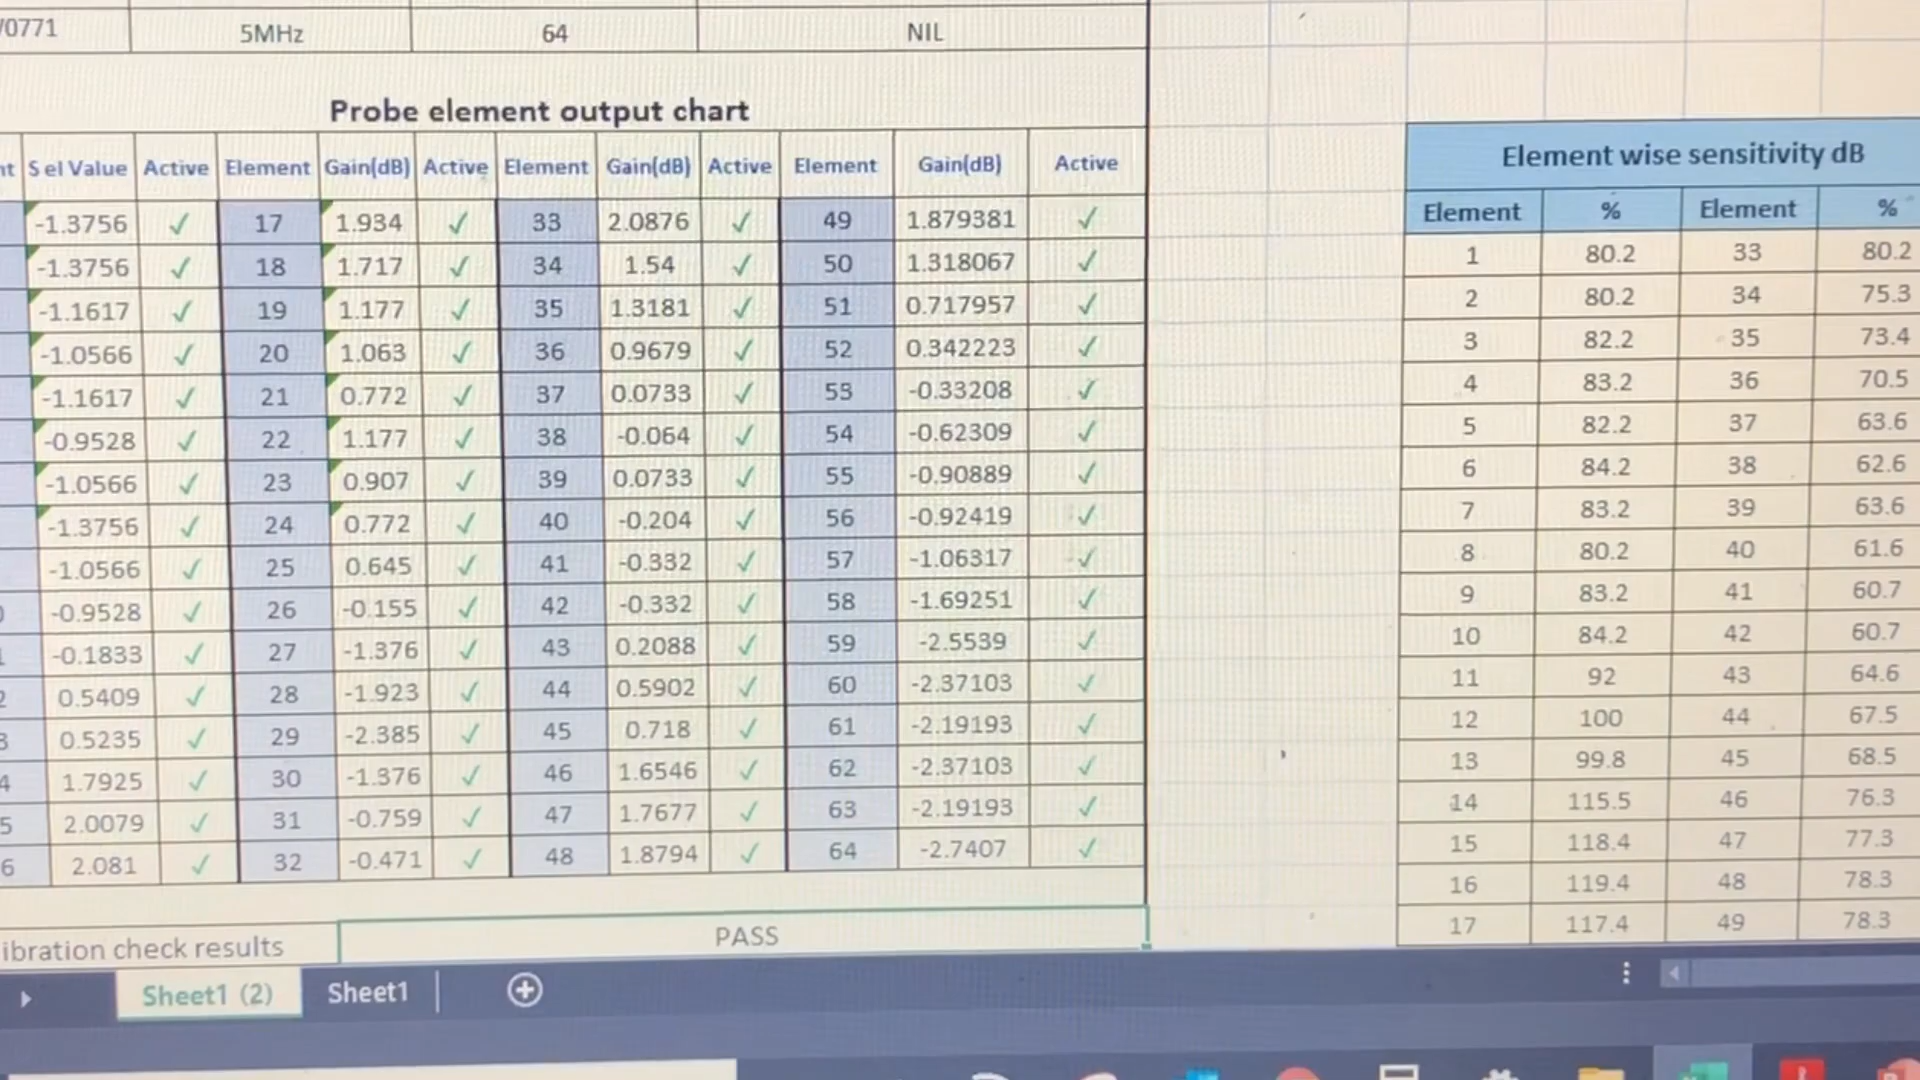 /0771 5MHz 64 NIL
Probe element output chart
nt S el Value Active Element Gain(dB) Active Element Gain(dB) Active Element Gain(dB) Active
-1.3756 ✓ 17 1.934 ✓ 33 2.0876 ✓ 49 1.879381 ✓
-1.3756 ✓ 18 1.717 ✓ 34 1.54 ✓ 50 1.318067 ✓
-1.1617 ✓ 19 1.177 ✓ 35 1.3181 ✓ 51 0.717957 ✓
-1.0566 ✓ 20 1.063 ✓ 36 0.9679 ✓ 52 0.342223 ✓
-1.1617 ✓ 21 0.772 ✓ 37 0.0733 ✓ 53 -0.33208 ✓
-0.9528 ✓ 22 1.177 ✓ 38 -0.064 ✓ 54 -0.62309 ✓
-1.0566 ✓ 23 0.907 ✓ 39 0.0733 ✓ 55 -0.90889 ✓
-1.3756 ✓ 24 0.772 ✓ 40 -0.204 ✓ 56 -0.92419 ✓
-1.0566 ✓ 25 0.645 ✓ 41 -0.332 ✓ 57 -1.06317 ✓
0 -0.9528 ✓ 26 -0.155 ✓ 42 -0.332 ✓ 58 -1.69251 ✓
1 -0.1833 ✓ 27 -1.376 ✓ 43 0.2088 ✓ 59 -2.5539 ✓
2 0.5409 ✓ 28 -1.923 ✓ 44 0.5902 ✓ 60 -2.37103 ✓
3 0.5235 ✓ 29 -2.385 ✓ 45 0.718 ✓ 61 -2.19193 ✓
4 1.7925 ✓ 30 -1.376 ✓ 46 1.6546 ✓ 62 -2.37103 ✓
5 2.0079 ✓ 31 -0.759 ✓ 47 1.7677 ✓ 63 -2.19193 ✓
6 2.081 ✓ 32 -0.471 ✓ 48 1.8794 ✓ 64 -2.7407 ✓
ibration check results PASS
Element wise sensitivity dB
Element % Element %
1 80.2 33 80.2
2 80.2 34 75.3
3 82.2 35 73.4
4 83.2 36 70.5
5 82.2 37 63.6
6 84.2 38 62.6
7 83.2 39 63.6
8 80.2 40 61.6
9 83.2 41 60.7
10 84.2 42 60.7
11 92 43 64.6
12 100 44 67.5
13 99.8 45 68.5
14 115.5 46 76.3
15 118.4 47 77.3
16 119.4 48 78.3
17 117.4 49 78.3
Sheet1 (2) Sheet1